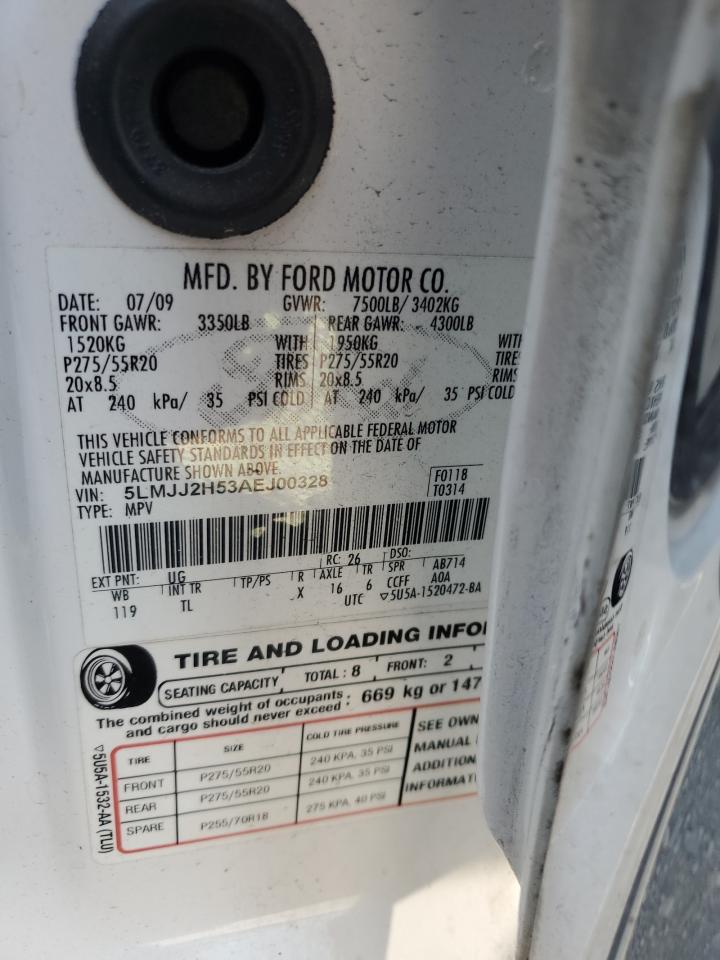 MFD. BY FORD MOTOR CO.
DATE: 07/09 GVWR: 7500LB/ 3402KG
FRONT GAWR: 3350LB REAR GAWR: 4300LB
1520KG WITH 1950KG WITH
P275/55R20 TIRES P275/55R20 TIRE
20x8.5 RIMS 20x8.5 RIMS
AT 240 kPa/ 35 PSI COLD AT 240 kPa/ 35 PSI COLD
THIS VEHICLE CONFORMS TO ALL APPLICABLE FEDERAL MOTOR
VEHICLE SAFETY STANDARDS IN EFFECT ON THE DATE OF
MANUFACTURE SHOWN ABOVE.
VIN: 5LMJJ2H53AEJ00328 F0118
TYPE: MPV T0314
EXT PNT: UG RC: 26 DSO:
WB INT TR TP/PS R AXLE TR SPR AB714
119 TL X 16 6 CCFF A0A
UTC ▽5U5A-1520472-BA
TIRE AND LOADING INFO
SEATING CAPACITY TOTAL: 8 FRONT: 2
The combined weight of occupants
and cargo should never exceed: 669 kg or 147
TIRE SIZE COLD TIRE PRESSURE SEE OWN
FRONT P275/55R20 240 KPA, 35 PSI MANUAL
REAR P275/55R20 240 KPA, 35 PSI ADDITION
SPARE P255/70R18 275 KPA, 40 PSI INFORMAT
▽5U5A-1532-AA (TLU)